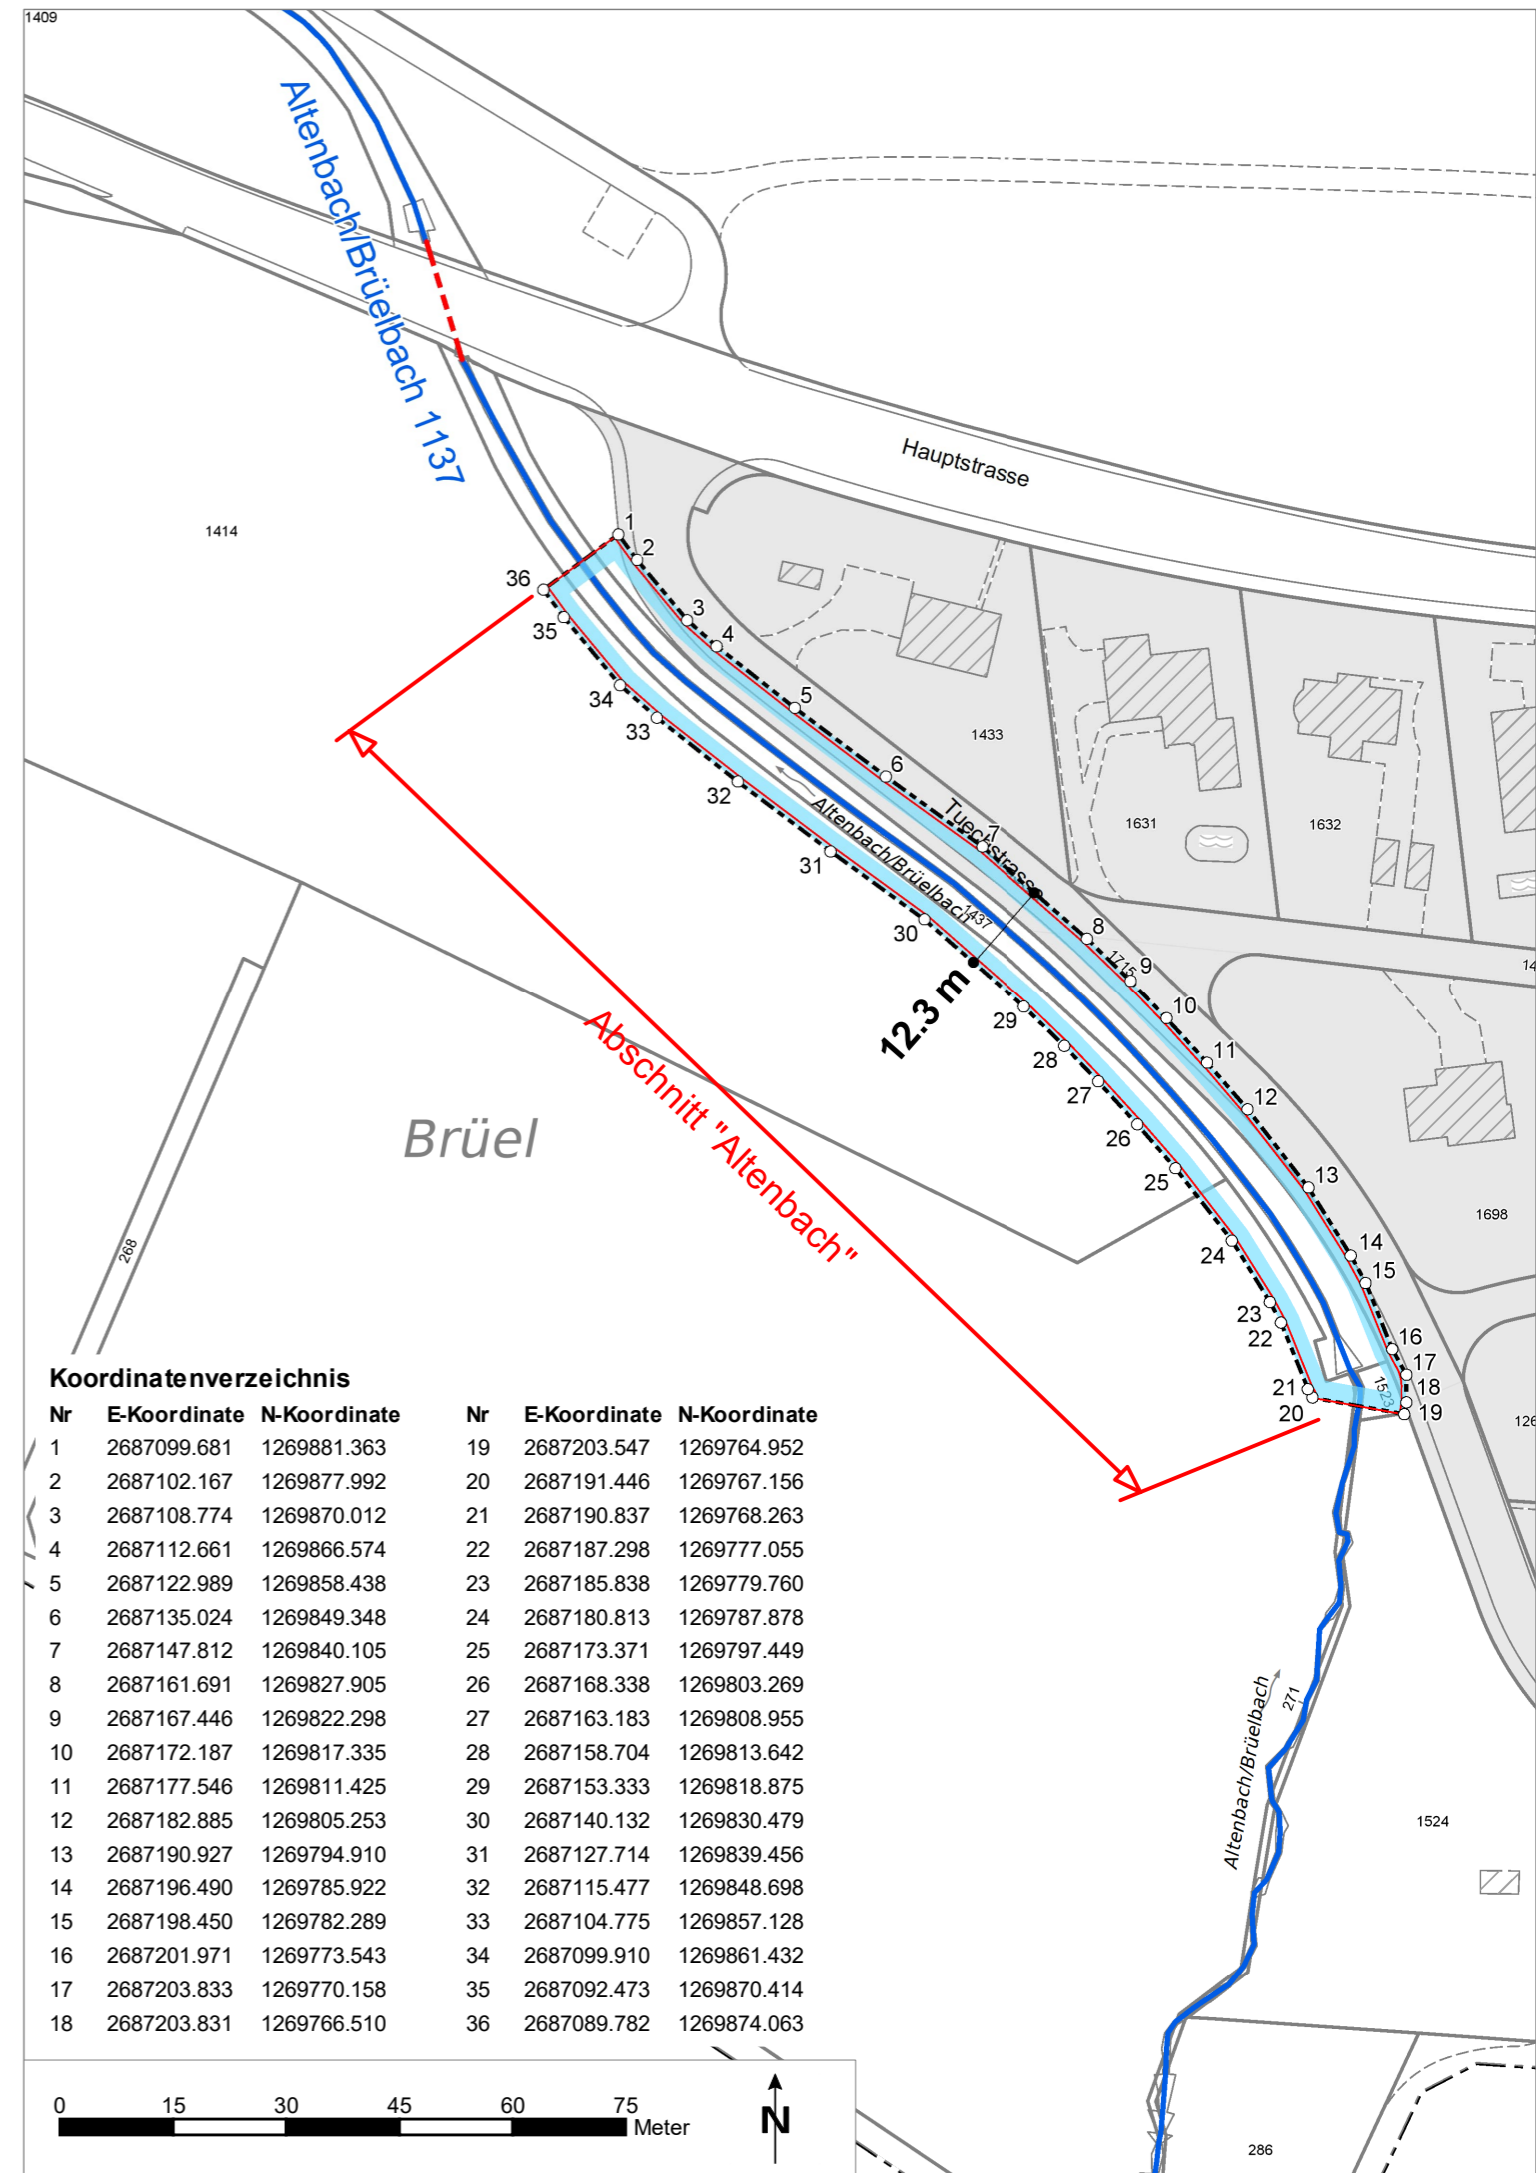 1409
Altenbach/Brüelbach 1137
Hauptstrasse
1414
1
2
36
3
35
4
34
5
33
1433
6
32
1631
1632
Altenbach/Brüelbach
7
31
1437
30
8
1715
9
14
12.3 m
29
10
28
11
27
12
Abschnitt "Altenbach"
Brüel
26
25
13
1698
24
14
268
15
23
22
16
17
21
18
1523
20
19
126
Koordinatenverzeichnis
Nr E-Koordinate N-Koordinate Nr E-Koordinate N-Koordinate
1 2687099.681 1269881.363 19 2687203.547 1269764.952
2 2687102.167 1269877.992 20 2687191.446 1269767.156
3 2687108.774 1269870.012 21 2687190.837 1269768.263
4 2687112.661 1269866.574 22 2687187.298 1269777.055
5 2687122.989 1269858.438 23 2687185.838 1269779.760
6 2687135.024 1269849.348 24 2687180.813 1269787.878
7 2687147.812 1269840.105 25 2687173.371 1269797.449
8 2687161.691 1269827.905 26 2687168.338 1269803.269
9 2687167.446 1269822.298 27 2687163.183 1269808.955
10 2687172.187 1269817.335 28 2687158.704 1269813.642
11 2687177.546 1269811.425 29 2687153.333 1269818.875
12 2687182.885 1269805.253 30 2687140.132 1269830.479
13 2687190.927 1269794.910 31 2687127.714 1269839.456
14 2687196.490 1269785.922 32 2687115.477 1269848.698
15 2687198.450 1269782.289 33 2687104.775 1269857.128
16 2687201.971 1269773.543 34 2687099.910 1269861.432
17 2687203.833 1269770.158 35 2687092.473 1269870.414
18 2687203.831 1269766.510 36 2687089.782 1269874.063
Altenbach/Brüelbach
271
1524
0 15 30 45 60 75
Meter
N
286